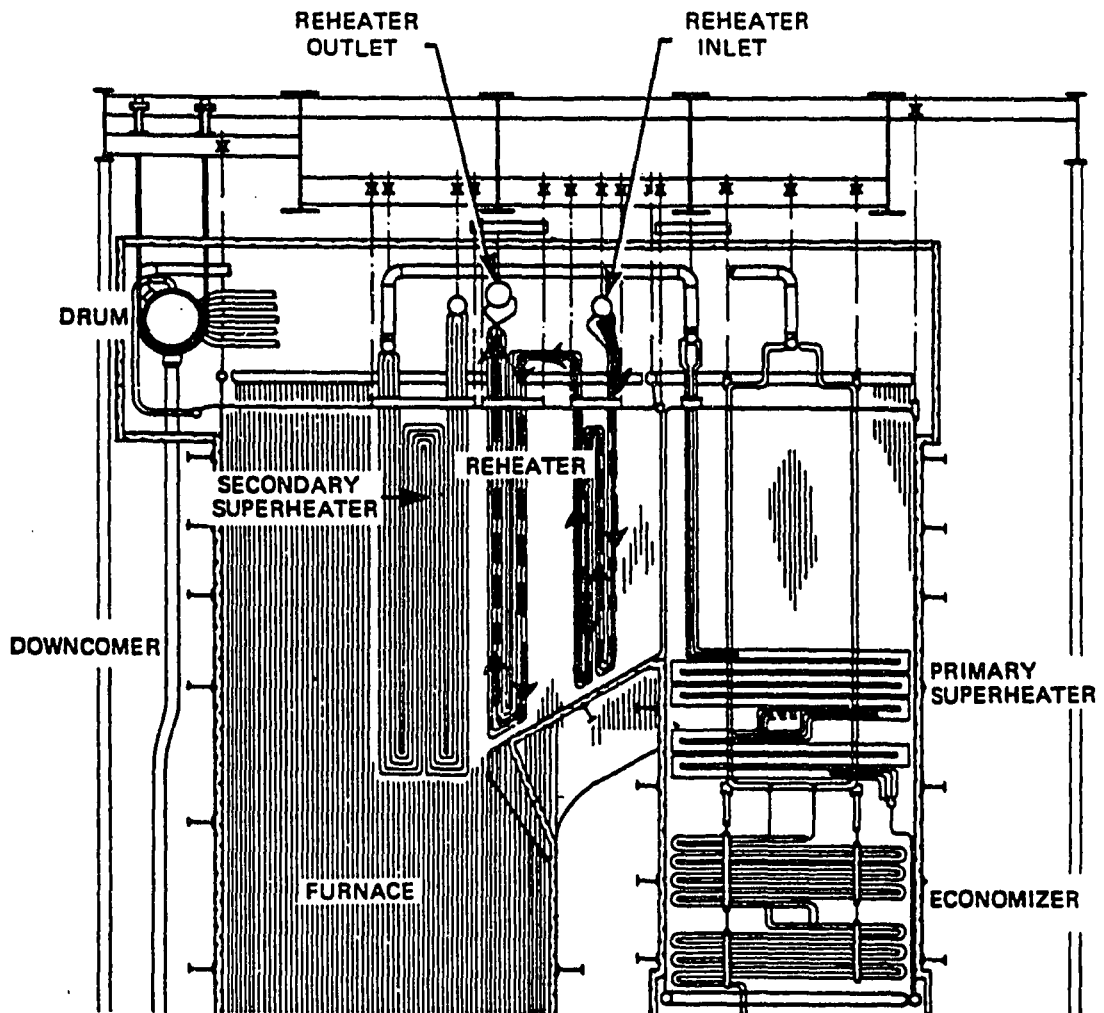 REHEATER
OUTLET
REHEATER
INLET
DRUM
REHEATER
SECONDARY
SUPERHEATER
DOWNCOMER
PRIMARY
SUPERHEATER
FURNACE
ECONOMIZER